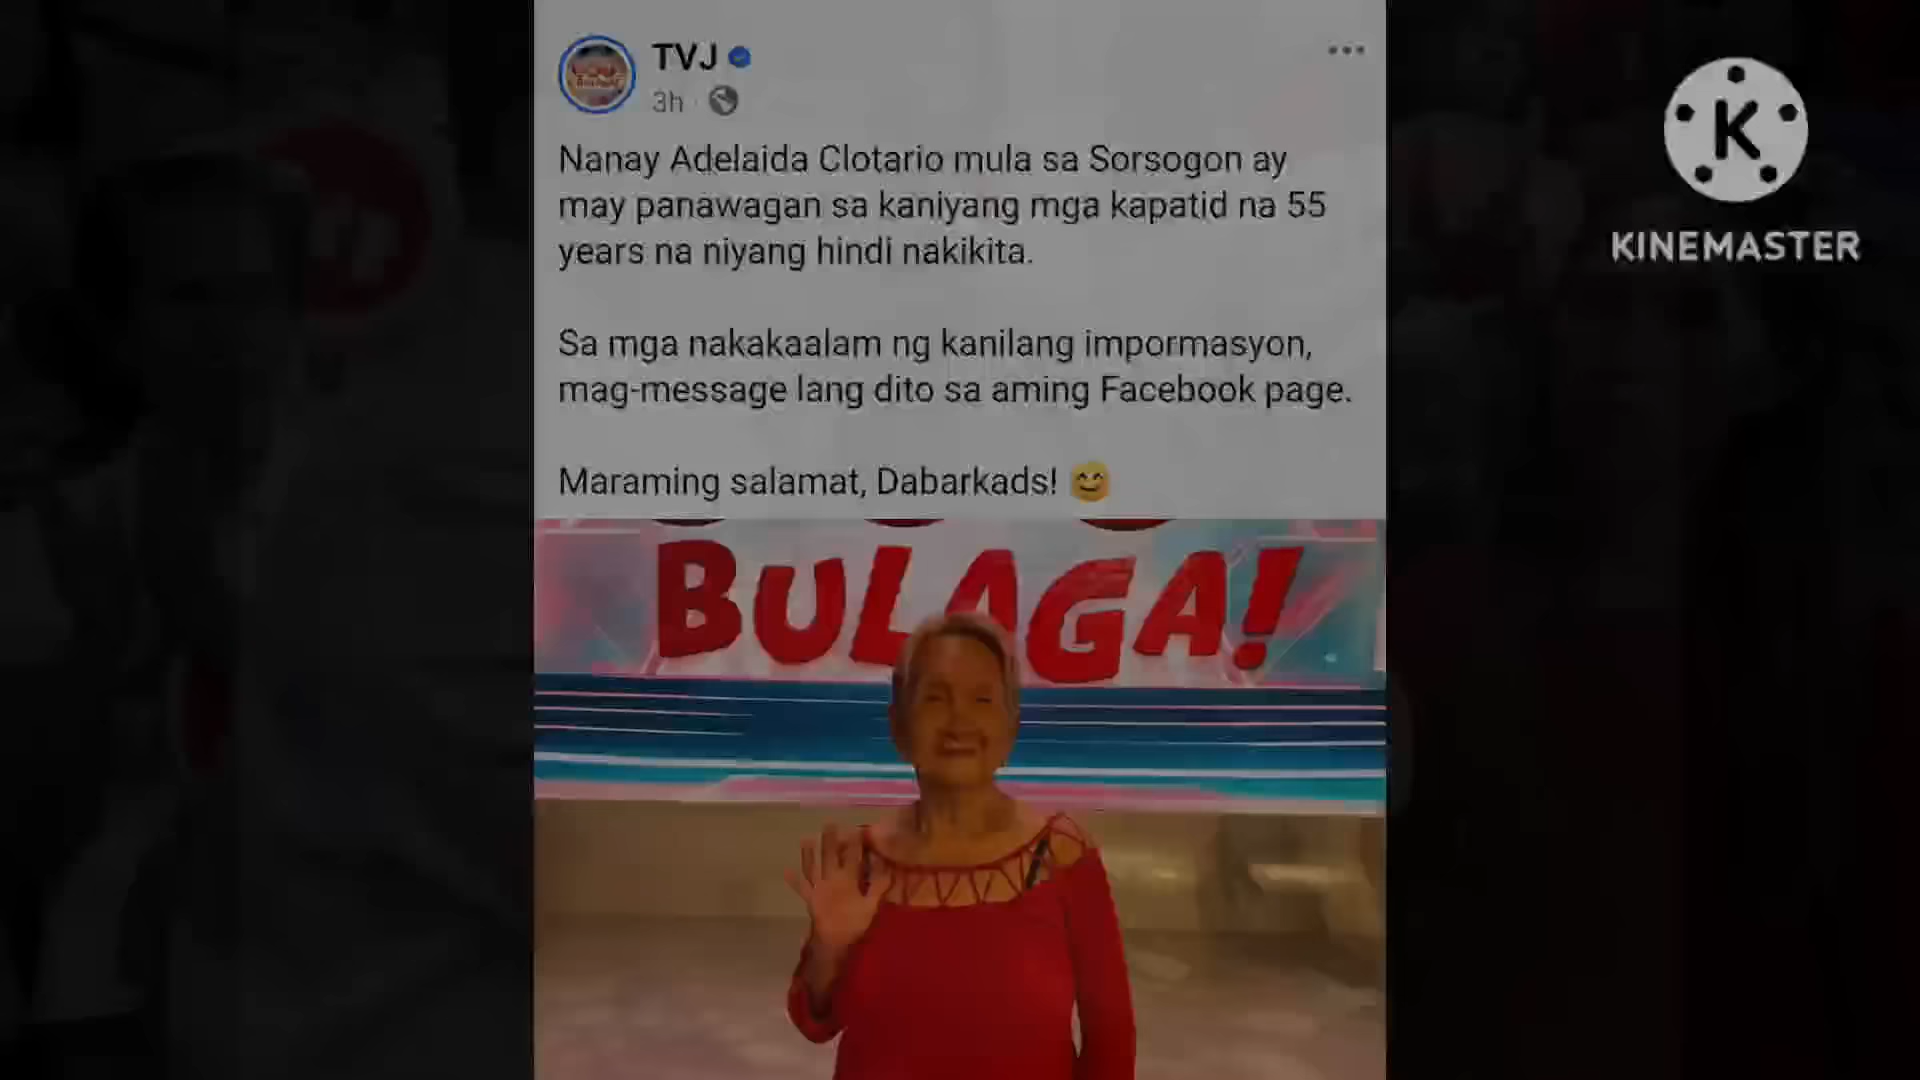 TVJ
3h
Nanay Adelaida Clotario mula sa Sorsogon ay
may panawagan sa kaniyang mga kapatid na 55
years na niyang hindi nakikita.
Sa mga nakakaalam ng kanilang impormasyon,
mag-message lang dito sa aming Facebook page.
Maraming salamat, Dabarkads! 😊
BULAGA!
K
KINEMASTER